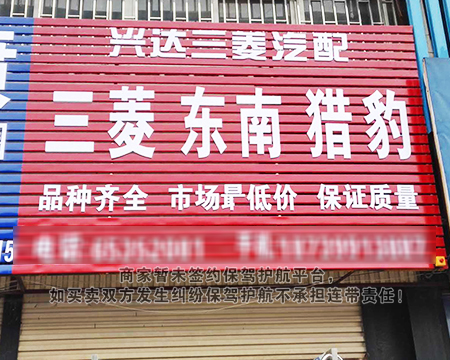 兴达三菱汽配
三菱 东南 猎豹
品种齐全 市场最低价 保证质量
商家暂未签约保驾护航平台，
如买卖双方发生纠纷保驾护航不承担连带责任！